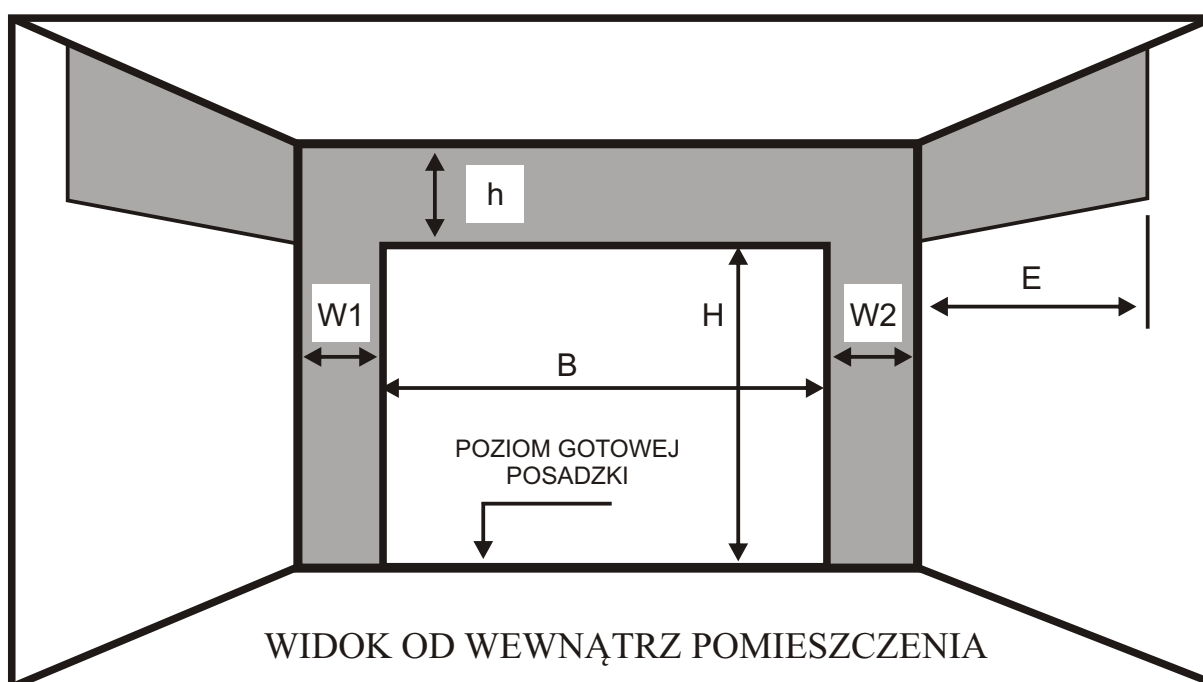 h
W1
H
W2
E
B
POZIOM GOTOWEJ
POSADZKI
WIDOK OD WEWNĄTRZ POMIESZCZENIA